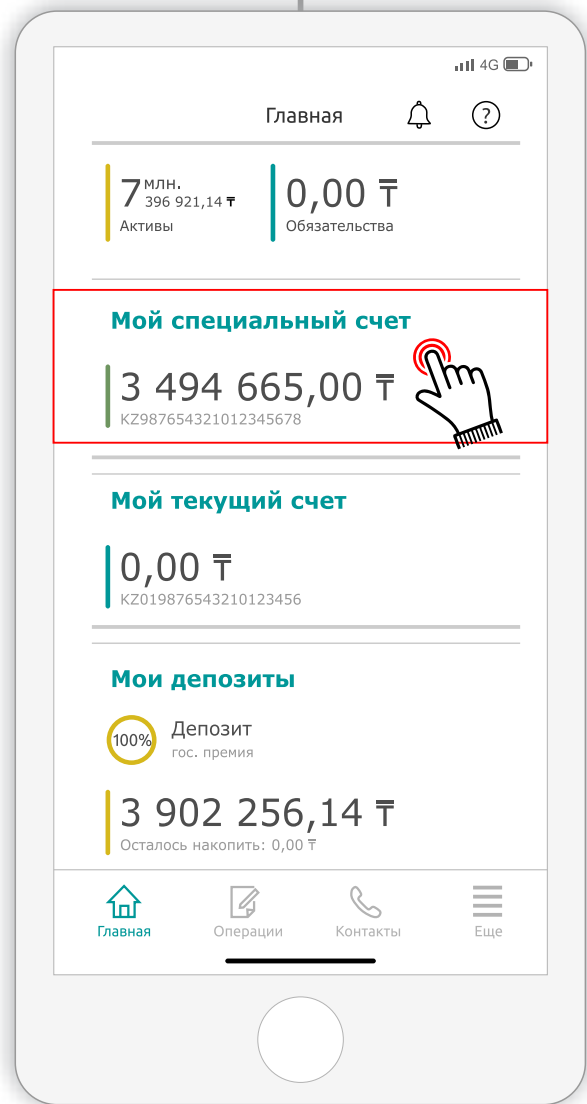 4G
Главная
?
7 млн.
396 921,14 ₸
Активы
0,00 ₸
Обязательства
Мой специальный счет
3 494 665,00 ₸
KZ987654321012345678
Мой текущий счет
0,00 ₸
KZ019876543210123456
Мои депозиты
100%
Депозит
гос. премия
3 902 256,14 ₸
Осталось накопить: 0,00 ₸
Главная
Операции
Контакты
Еще